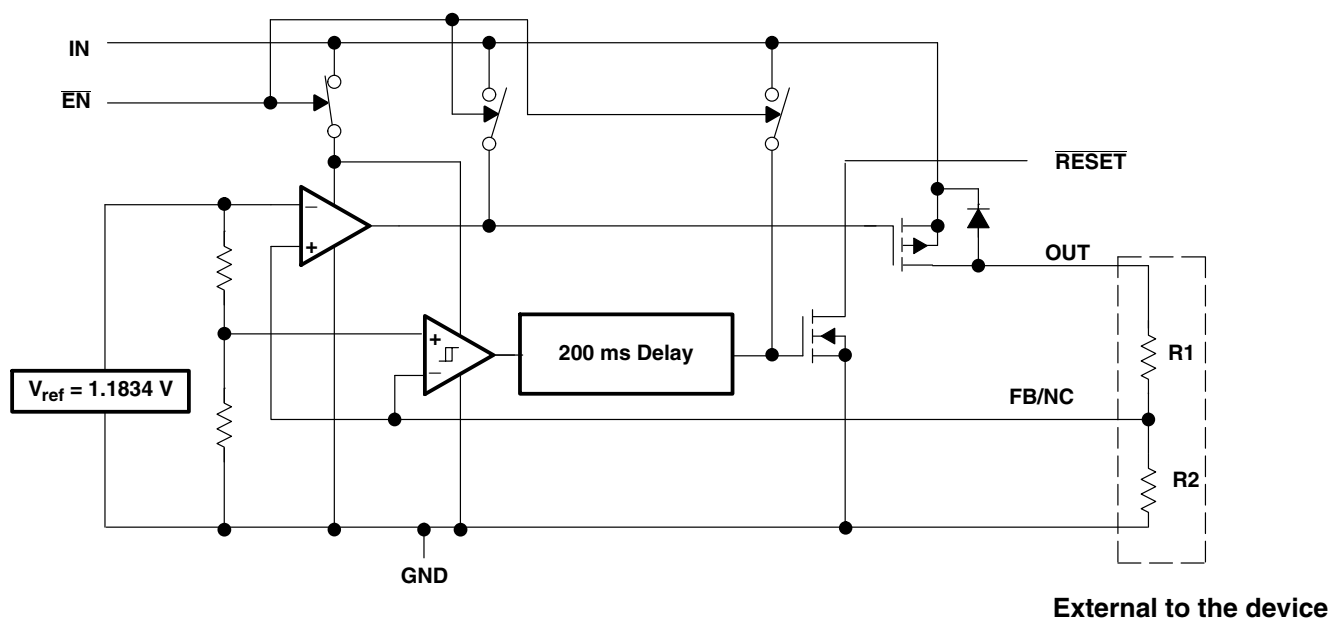 IN
EN
RESET
OUT
200 ms Delay
R1
Vref = 1.1834 V
FB/NC
R2
GND
External to the device